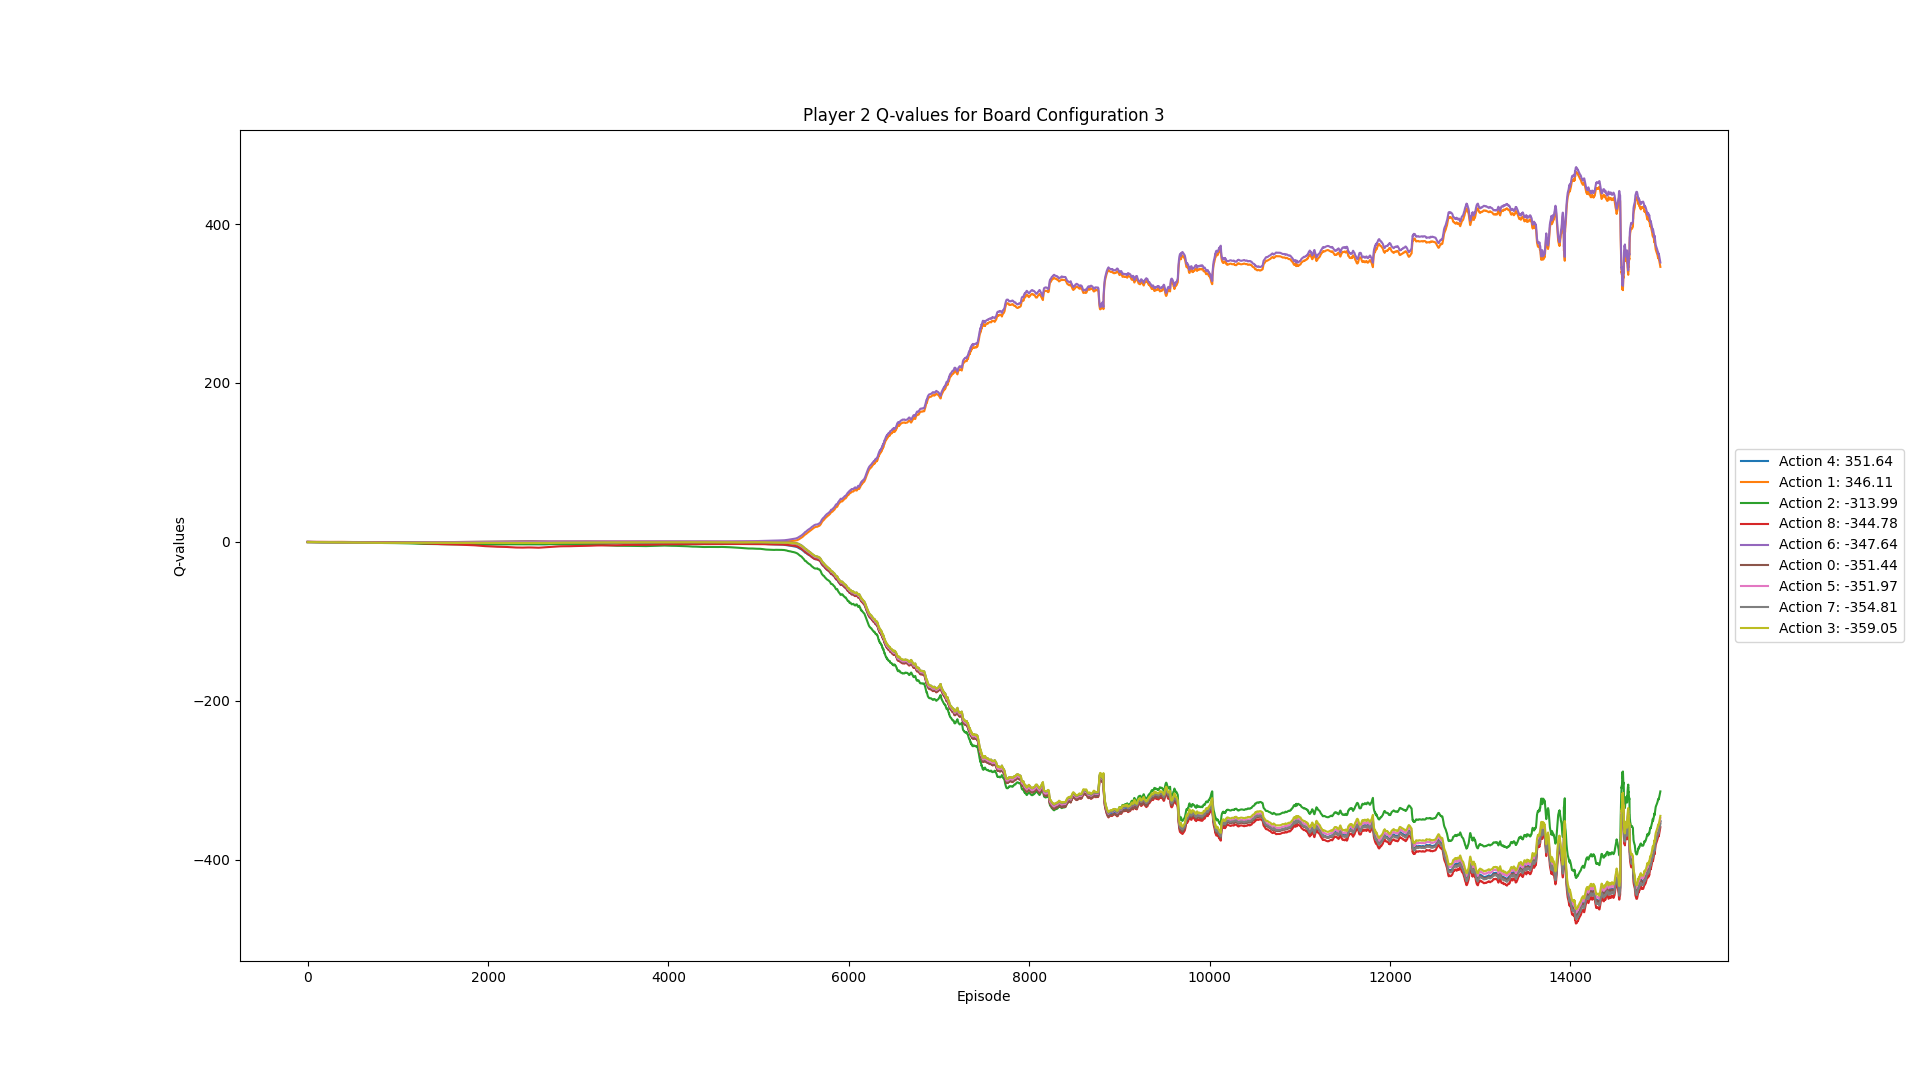 Player 2 Q-values for Board Configuration 3
400
200
0
−200
−400
Q-values
0
2000
4000
6000
8000
10000
12000
14000
Episode
Action 4: 351.64
Action 1: 346.11
Action 2: -313.99
Action 8: -344.78
Action 6: -347.64
Action 0: -351.44
Action 5: -351.97
Action 7: -354.81
Action 3: -359.05